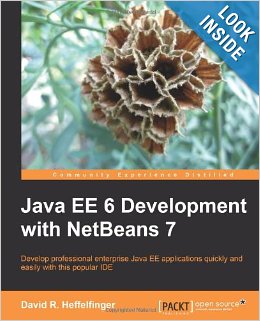 LOOK
INSIDE!
Community Experience Distilled
Java EE 6 Development
with NetBeans 7
Develop professional enterprise Java EE applications quickly and
easily with this popular IDE
David R. Heffelfinger
PACKT
PUBLISHING
open source